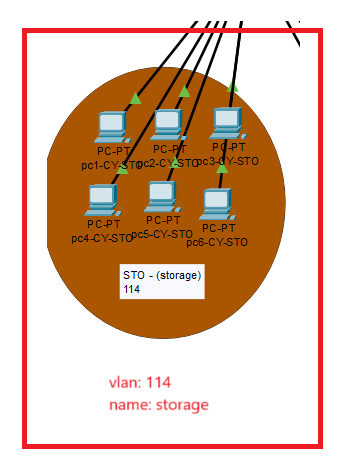 PC-PT
pc1-CY-STO
PC-PT
pc2-CY-STO
PC-PT
pc3-CY-STO
PC-PT
pc4-CY-STO
PC-PT
pc5-CY-STO
PC-PT
pc6-CY-STO
STO - (storage)
114
vlan: 114
name: storage